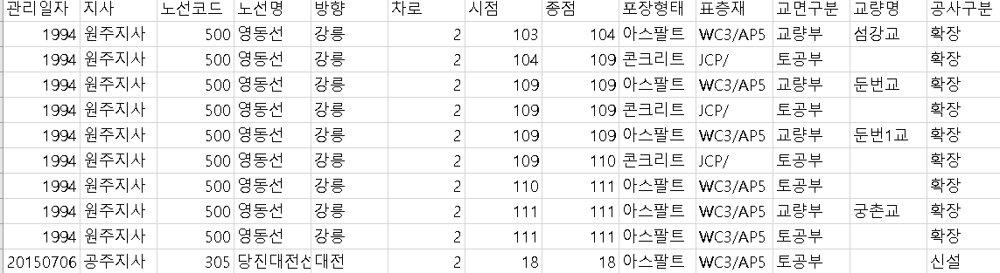 관리일자 지사 노선코드 노선명 방향 차로 시점 종점 포장형태 표층재 교면구분 교량명 공사구분
1994 원주지사 500 영동선 강릉 2 103 104 아스팔트 WC3/AP5 교량부 섬강교 확장
1994 원주지사 500 영동선 강릉 2 104 109 콘크리트 JCP/ 토공부 확장
1994 원주지사 500 영동선 강릉 2 109 109 아스팔트 WC3/AP5 교량부 둔번교 확장
1994 원주지사 500 영동선 강릉 2 109 109 콘크리트 JCP/ 토공부 확장
1994 원주지사 500 영동선 강릉 2 109 109 아스팔트 WC3/AP5 교량부 둔번1교 확장
1994 원주지사 500 영동선 강릉 2 109 110 콘크리트 JCP/ 토공부 확장
1994 원주지사 500 영동선 강릉 2 110 111 아스팔트 WC3/AP5 토공부 확장
1994 원주지사 500 영동선 강릉 2 111 111 아스팔트 WC3/AP5 교량부 궁촌교 확장
1994 원주지사 500 영동선 강릉 2 111 111 아스팔트 WC3/AP5 토공부 확장
20150706 공주지사 305 당진대전선 대전 2 18 18 아스팔트 WC3/AP5 토공부 신설